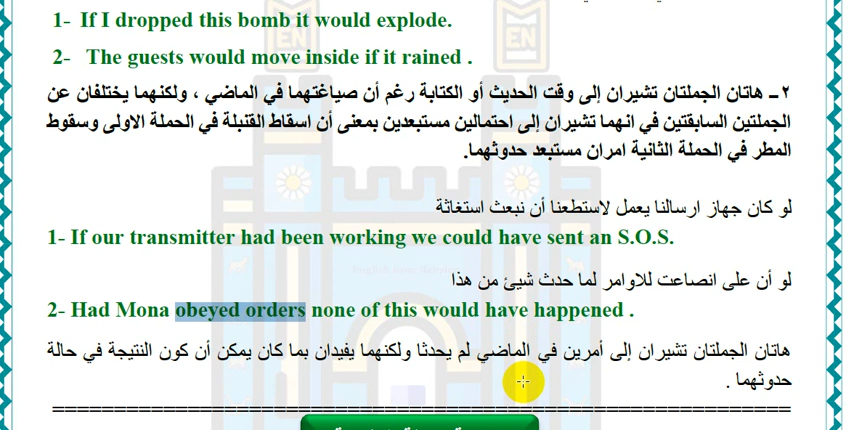 1- If I dropped this bomb it would explode.
2- The guests would move inside if it rained .
٢ – هاتان الجملتان تشيران إلى وقت الحديث أو الكتابة رغم أن صياغتهما في الماضي ، ولكنهما يختلفان عن
الجملتين السابقتين في انهما تشيران إلى احتمالين مستبعدين بمعنى أن اسقاط القنبلة في الحملة الاولى وسقوط
المطر في الحملة الثانية امران مستبعد حدوثهما.
لو كان جهاز ارسالنا يعمل لاستطعنا أن نبعث استغاثة
1- If our transmitter had been working we could have sent an S.O.S.
لو أن على انصاعت للاوامر لما حدث شيئ من هذا
2- Had Mona obeyed orders none of this would have happened .
هاتان الجملتان تشيران إلى أمرين في الماضي لم يحدثا ولكنهما يفيدان بما كان يمكن أن كون النتيجة في حالة
حدوثهما .
EN
EN